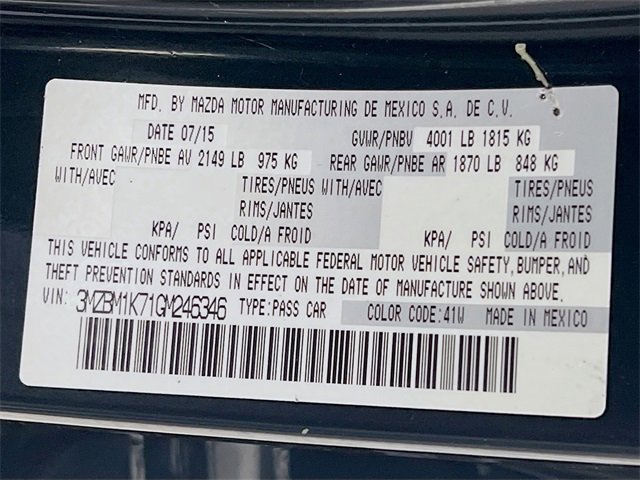 MFD. BY MAZDA MOTOR MANUFACTURING DE MEXICO S.A. DE C.V.
DATE 07/15 GVWR/PNBV 4001 LB 1815 KG
FRONT GAWR/PNBE AV 2149 LB 975 KG REAR GAWR/PNBE AR 1870 LB 848 KG
WITH/AVEC TIRES/PNEUS WITH/AVEC TIRES/PNEUS
RIMS/JANTES RIMS/JANTES
KPA/ PSI COLD/A FROID KPA/ PSI COLD/A FROID
THIS VEHICLE CONFORMS TO ALL APPLICABLE FEDERAL MOTOR VEHICLE SAFETY, BUMPER, AND
THEFT PREVENTION STANDARDS IN EFFECT ON THE DATE OF MANUFACTURE SHOWN ABOVE.
VIN: 3MZBM1K71GM246346 TYPE:PASS CAR COLOR CODE:41W MADE IN MEXICO